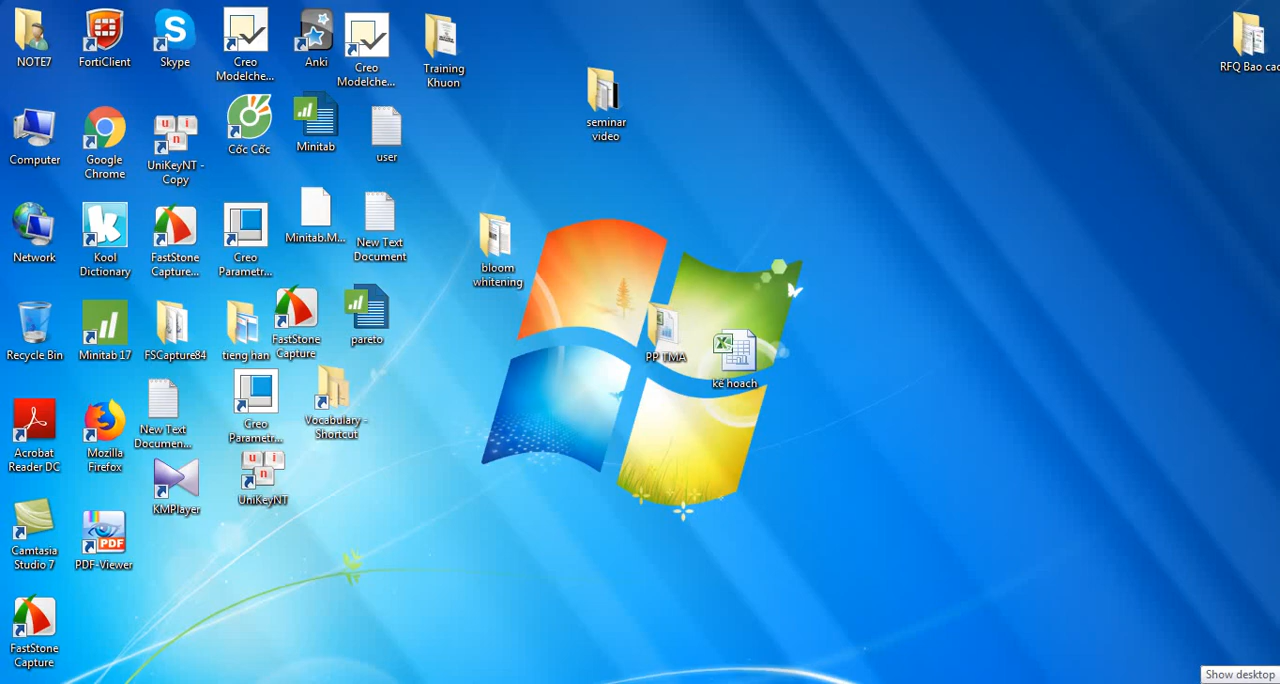 NOTE7
FortiClient
Skype
Creo
Modelche...
Anki
Creo
Modelche...
Training
Khuon
seminar
video
RFQ Bao cao
Computer
Google
Chrome
UniKeyNT -
Copy
Cốc Cốc
Minitab
user
Network
Kool
Dictionary
FastStone
Capture...
Creo
Parametr...
Minitab.M...
New Text
Document
bloom
whitening
Recycle Bin
Minitab 17
FSCapture84
tieng han
FastStone
Capture
pareto
PP TMA
kế hoạch
Acrobat
Reader DC
Mozilla
Firefox
New Text
Documen...
Creo
Parametr...
Vocabulary -
Shortcut
KMPlayer
UniKeyNT
Camtasia
Studio 7
PDF
PDF-Viewer
FastStone
Capture
Show desktop